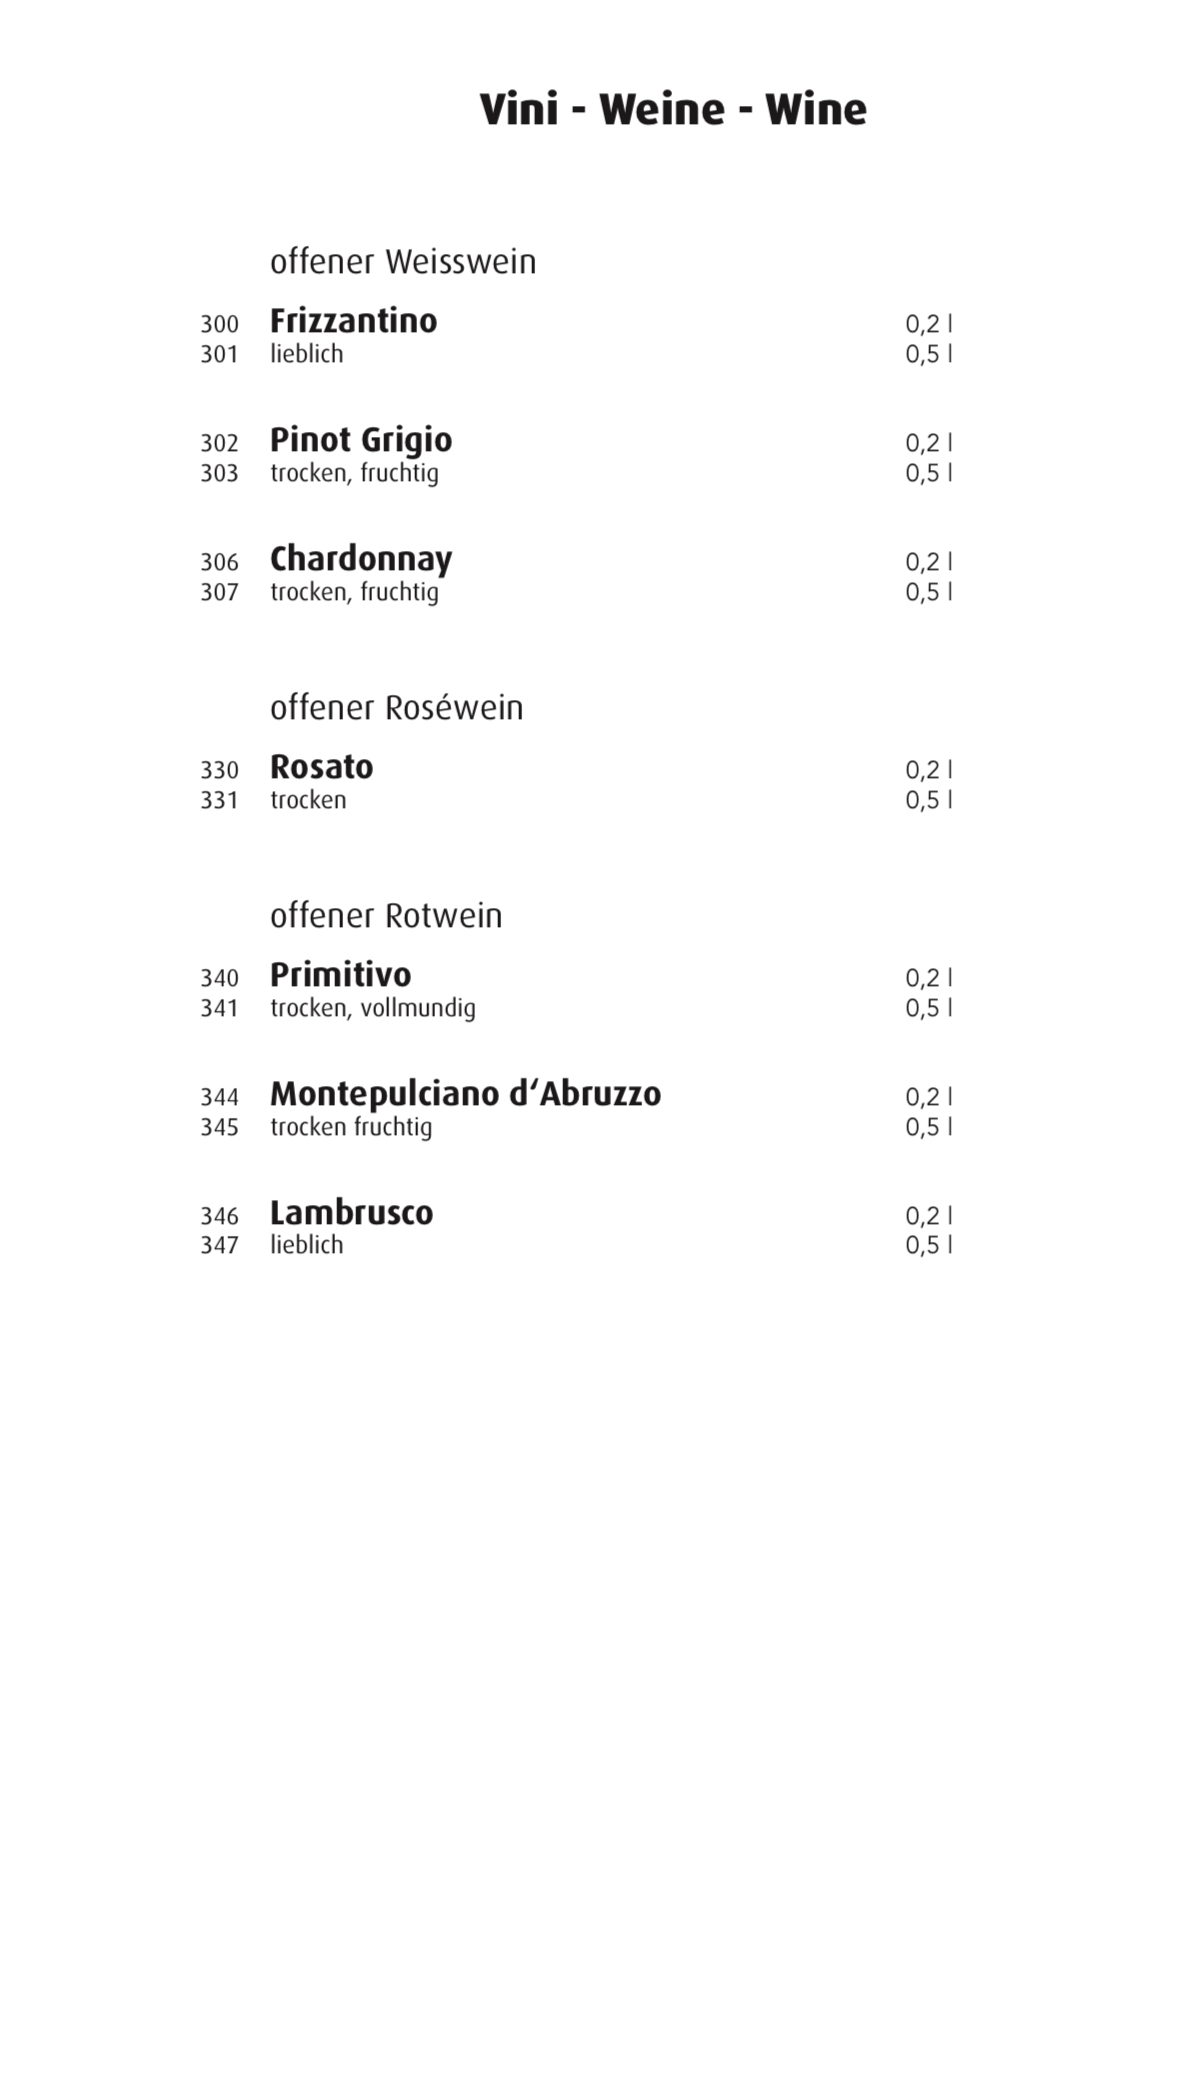 Vini - Weine - Wine
offener Weisswein
300 Frizzantino 0,2 l
301 lieblich 0,5 l
302 Pinot Grigio 0,2 l
303 trocken, fruchtig 0,5 l
306 Chardonnay 0,2 l
307 trocken, fruchtig 0,5 l
offener Roséwein
330 Rosato 0,2 l
331 trocken 0,5 l
offener Rotwein
340 Primitivo 0,2 l
341 trocken, vollmundig 0,5 l
344 Montepulciano d‘Abruzzo 0,2 l
345 trocken fruchtig 0,5 l
346 Lambrusco 0,2 l
347 lieblich 0,5 l